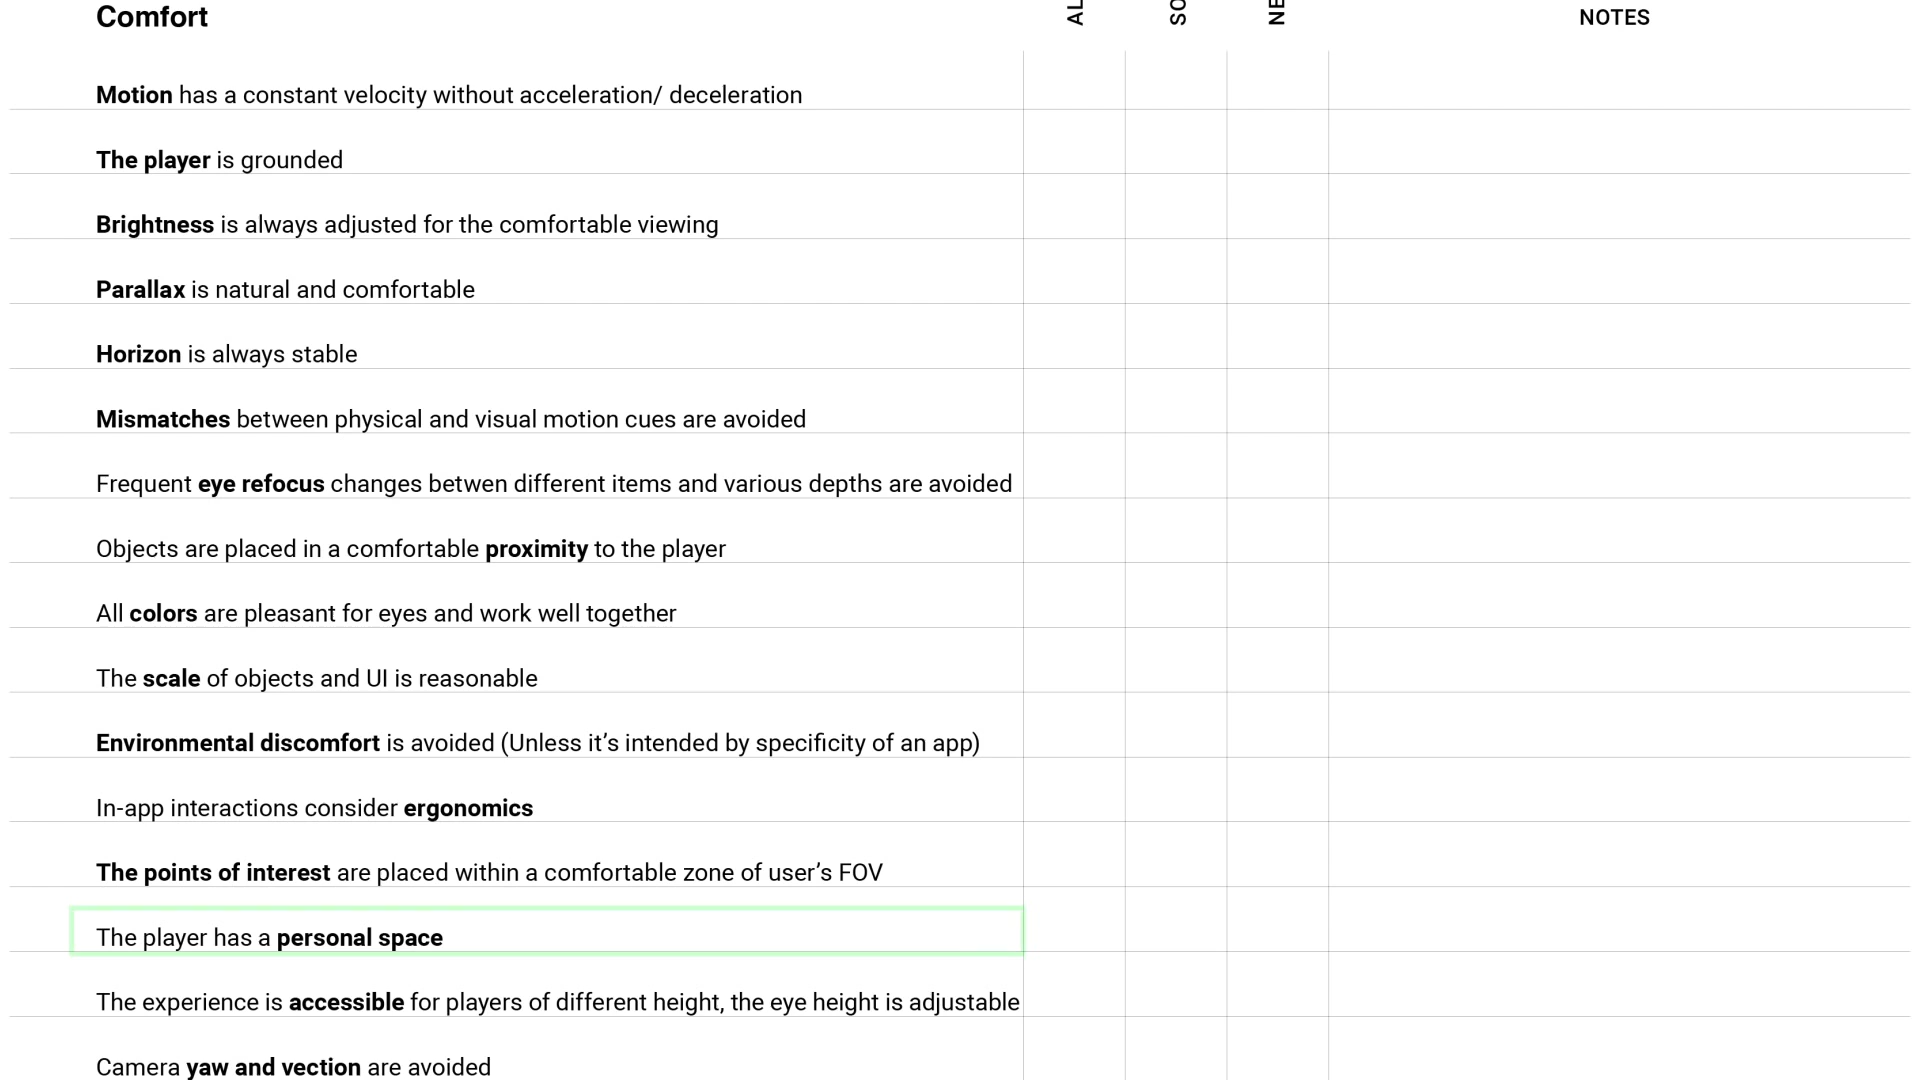 Comfort
AL
SO
NE
NOTES
Motion has a constant velocity without acceleration/ deceleration
The player is grounded
Brightness is always adjusted for the comfortable viewing
Parallax is natural and comfortable
Horizon is always stable
Mismatches between physical and visual motion cues are avoided
Frequent eye refocus changes betwen different items and various depths are avoided
Objects are placed in a comfortable proximity to the player
All colors are pleasant for eyes and work well together
The scale of objects and UI is reasonable
Environmental discomfort is avoided (Unless it’s intended by specificity of an app)
In-app interactions consider ergonomics
The points of interest are placed within a comfortable zone of user’s FOV
The player has a personal space
The experience is accessible for players of different height, the eye height is adjustable
Camera yaw and vection are avoided